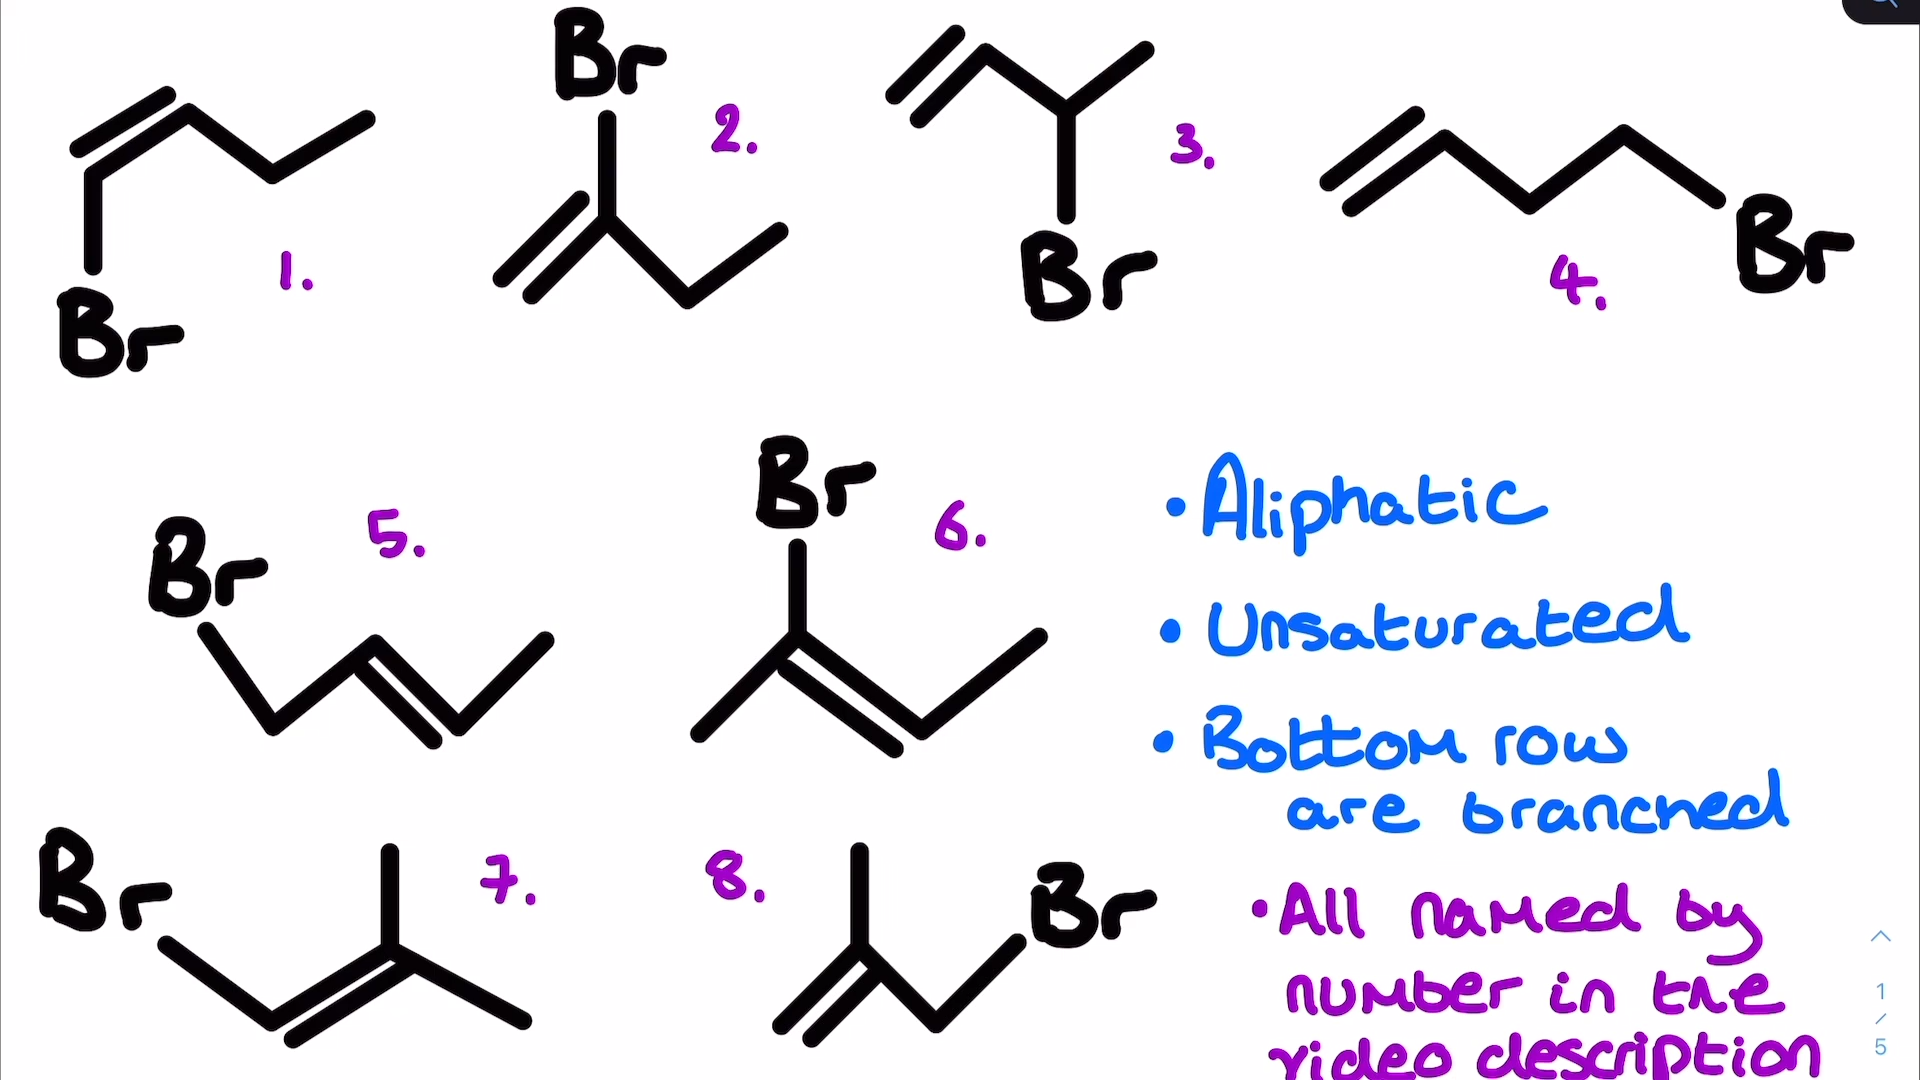 Br
2.
3.
1.
Br
Br
4.
Br
Br
5.
Br
6.
• Aliphatic
• Unsaturated
• Bottom row
are branched
Br
7.
8.
Br
• All named by
number in the
video description
1
/
5